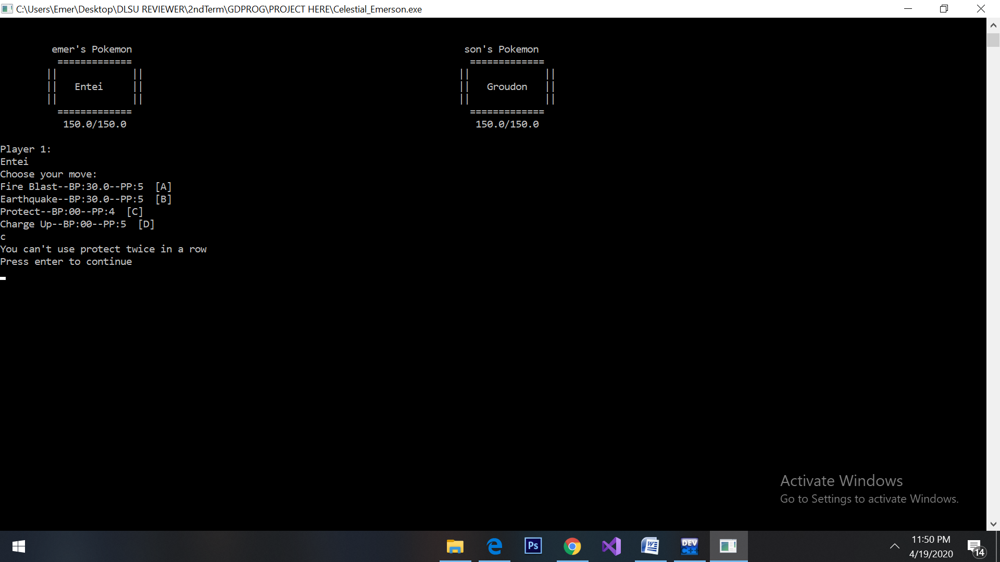 C:\Users\Emer\Desktop\DLSU REVIEWER\2ndTerm\GDPROG\PROJECT HERE\Celestial_Emerson.exe
emer's Pokemon
son's Pokemon
=============
=============
|| ||
|| ||
|| Entei ||
|| Groudon ||
|| ||
|| ||
=============
=============
150.0/150.0
150.0/150.0
Player 1:
Entei
Choose your move:
Fire Blast--BP:30.0--PP:5 [A]
Earthquake--BP:30.0--PP:5 [B]
Protect--BP:00--PP:4 [C]
Charge Up--BP:00--PP:5 [D]
c
You can't use protect twice in a row
Press enter to continue
Activate Windows
Go to Settings to activate Windows.
Ps
W
DEV
C++
11:50 PM
4/19/2020
14